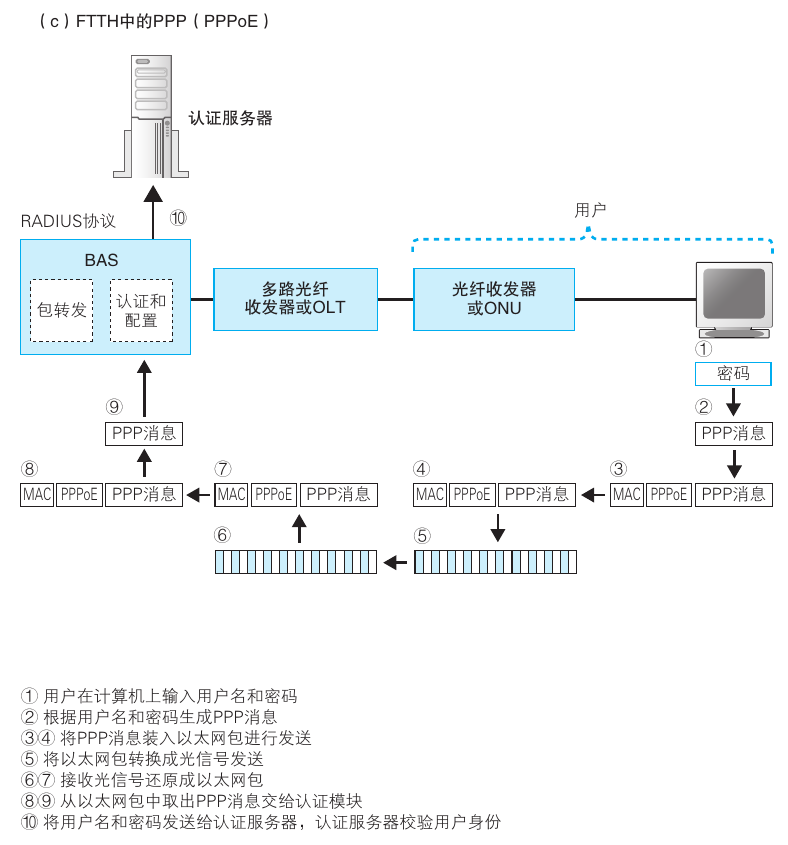 （c）FTTH中的PPP（PPPoE）
认证服务器
RADIUS协议
⑩
用户
BAS
包转发
认证和
配置
多路光纤
收发器或OLT
光纤收发器
或ONU
①
密码
②
PPP消息
⑨
PPP消息
⑧
MAC PPPoE PPP消息
⑦
MAC PPPoE PPP消息
④
MAC PPPoE PPP消息
③
MAC PPPoE PPP消息
⑥
⑤
① 用户在计算机上输入用户名和密码
② 根据用户名和密码生成PPP消息
③④ 将PPP消息装入以太网包进行发送
⑤ 将以太网包转换成光信号发送
⑥⑦ 接收光信号还原成以太网包
⑧⑨ 从以太网包中取出PPP消息交给认证模块
⑩ 将用户名和密码发送给认证服务器，认证服务器校验用户身份